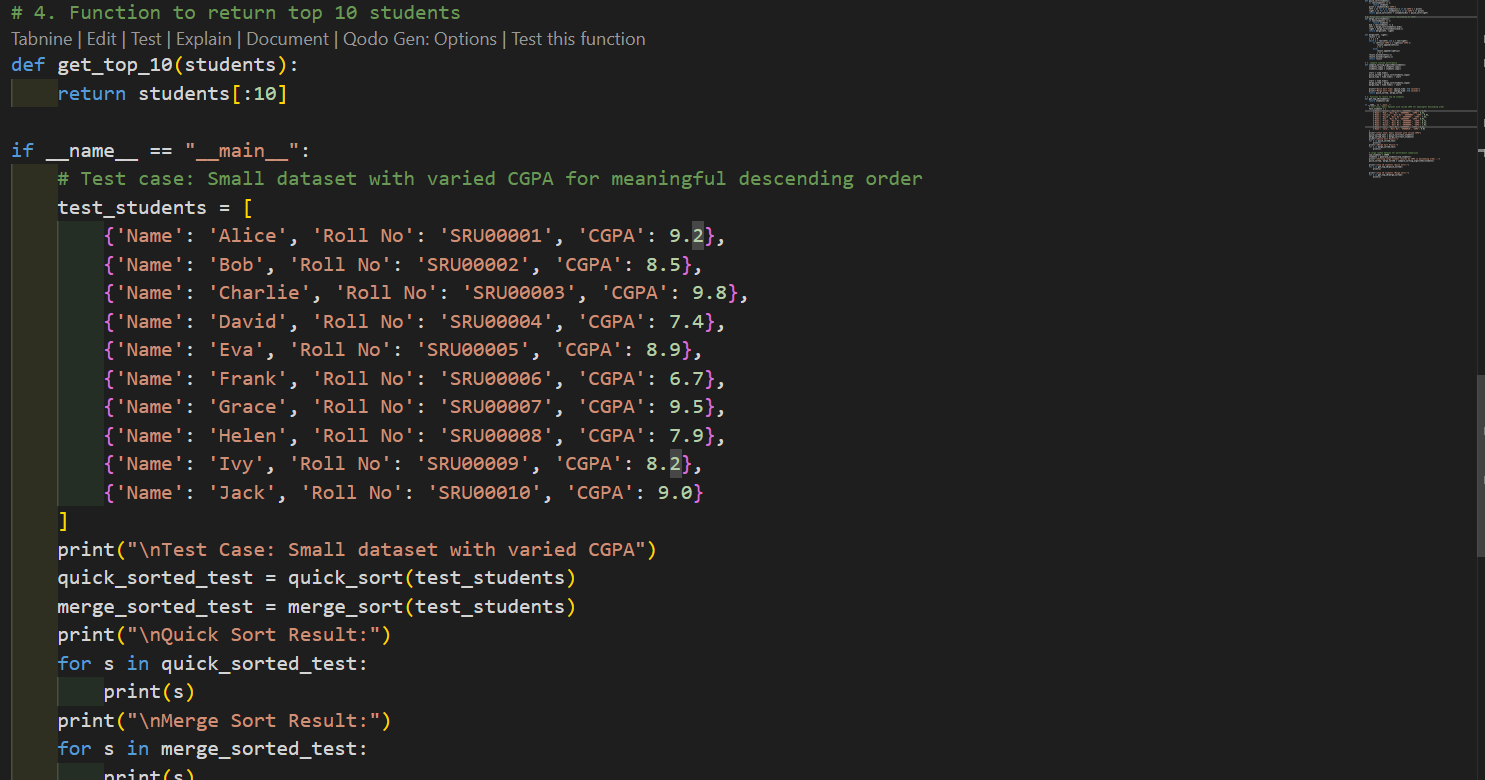 # 4. Function to return top 10 students
Tabnine | Edit | Test | Explain | Document | Qodo Gen: Options | Test this function
def get_top_10(students):
    return students[:10]

if __name__ == "__main__":
    # Test case: Small dataset with varied CGPA for meaningful descending order
    test_students = [
        {'Name': 'Alice', 'Roll No': 'SRU00001', 'CGPA': 9.2},
        {'Name': 'Bob', 'Roll No': 'SRU00002', 'CGPA': 8.5},
        {'Name': 'Charlie', 'Roll No': 'SRU00003', 'CGPA': 9.8},
        {'Name': 'David', 'Roll No': 'SRU00004', 'CGPA': 7.4},
        {'Name': 'Eva', 'Roll No': 'SRU00005', 'CGPA': 8.9},
        {'Name': 'Frank', 'Roll No': 'SRU00006', 'CGPA': 6.7},
        {'Name': 'Grace', 'Roll No': 'SRU00007', 'CGPA': 9.5},
        {'Name': 'Helen', 'Roll No': 'SRU00008', 'CGPA': 7.9},
        {'Name': 'Ivy', 'Roll No': 'SRU00009', 'CGPA': 8.2},
        {'Name': 'Jack', 'Roll No': 'SRU00010', 'CGPA': 9.0}
    ]
    print("\nTest Case: Small dataset with varied CGPA")
    quick_sorted_test = quick_sort(test_students)
    merge_sorted_test = merge_sort(test_students)
    print("\nQuick Sort Result:")
    for s in quick_sorted_test:
        print(s)
    print("\nMerge Sort Result:")
    for s in merge_sorted_test:
        print(s)